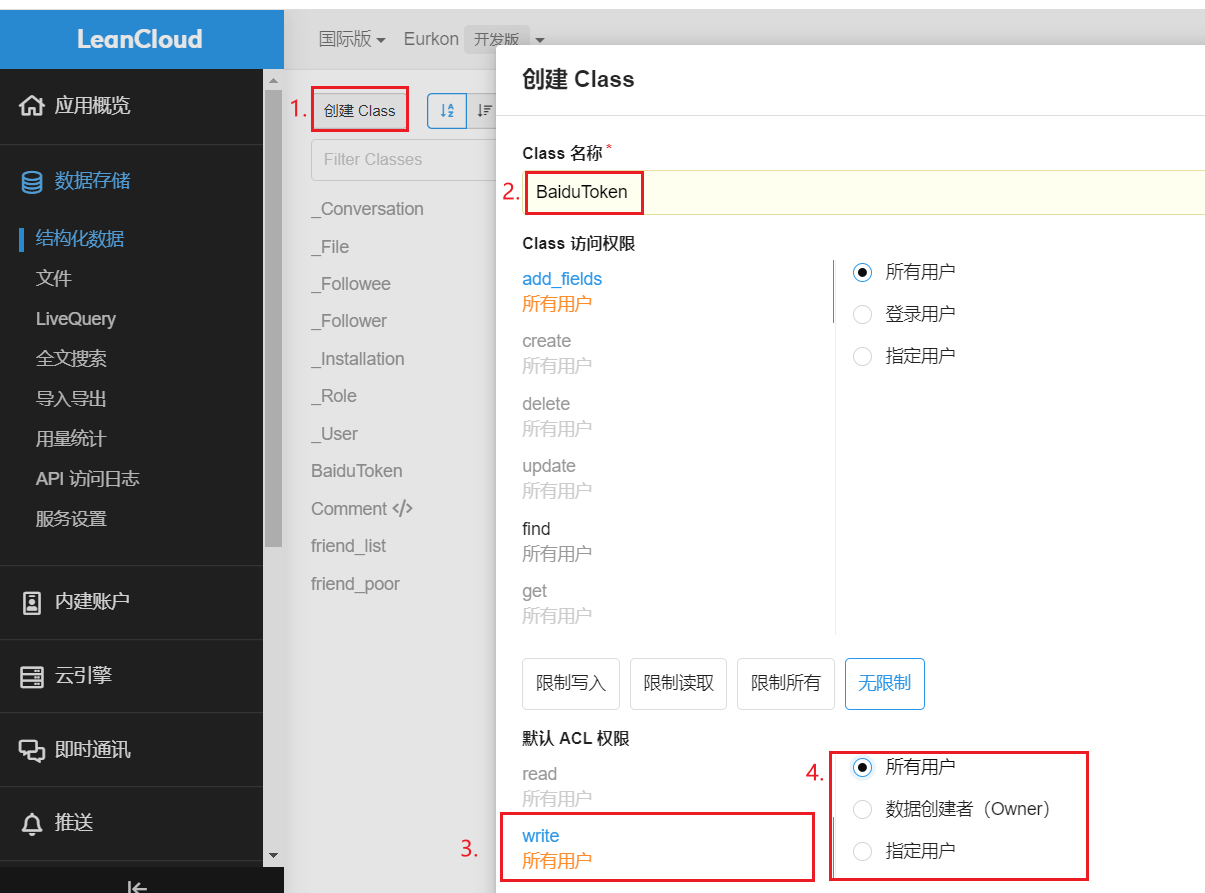 LeanCloud
应用概览
数据存储
结构化数据
文件
LiveQuery
全文搜索
导入导出
用量统计
API 访问日志
服务设置
内建账户
云引擎
即时通讯
推送
国际版 Eurkon 开发版
1. 创建 Class
Filter Classes
_Conversation
_File
_Followee
_Follower
_Installation
_Role
_User
BaiduToken
Comment </>
friend_list
friend_poor
创建 Class
Class 名称*
2. BaiduToken
Class 访问权限
add_fields
所有用户
create
所有用户
delete
所有用户
update
所有用户
find
所有用户
get
所有用户
所有用户
登录用户
指定用户
限制写入 限制读取 限制所有 无限制
默认 ACL 权限
read
所有用户
3. write
所有用户
4. 所有用户
数据创建者（Owner）
指定用户